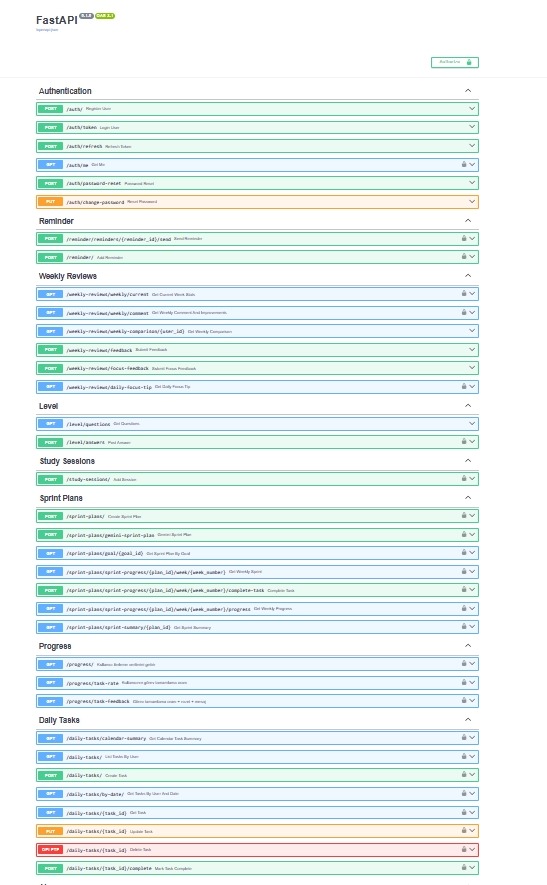 FastAPI 0.1.0 OAS 3.1
/openapi.json
Authorize
Authentication
POST /auth/ Register User
POST /auth/token Login User
POST /auth/refresh Refresh Token
GET /auth/me Get Me
POST /auth/password-reset Password Reset
PUT /auth/change-password Reset Password
Reminder
POST /reminder/reminders/{reminder_id}/send Send Reminder
POST /reminder/ Add Reminder
Weekly Reviews
GET /weekly-reviews/weekly/current Get Current Week Stats
GET /weekly-reviews/weekly/comment Get Weekly Comment And Improvements
GET /weekly-reviews/weekly-comparison/{user_id} Get Weekly Comparison
POST /weekly-reviews/feedback Submit Feedback
POST /weekly-reviews/focus-feedback Submit Focus Feedback
GET /weekly-reviews/daily-focus-tip Get Daily Focus Tip
Level
GET /level/questions Get Questions
POST /level/answers Post Answer
Study Sessions
POST /study-sessions/ Add Session
Sprint Plans
POST /sprint-plans/ Create Sprint Plan
POST /sprint-plans/gemini-sprint-plan Gemini Sprint Plan
GET /sprint-plans/goal/{goal_id} Get Sprint Plan By Goal
GET /sprint-plans/sprint-progress/{plan_id}/week/{week_number} Get Weekly Sprint
POST /sprint-plans/sprint-progress/{plan_id}/week/{week_number}/complete-task Complete Task
GET /sprint-plans/sprint-progress/{plan_id}/week/{week_number}/progress Get Weekly Progress
GET /sprint-plans/sprint-summary/{plan_id} Get Sprint Summary
Progress
GET /progress/
GET /progress/task-rate
GET /progress/task-feedback
Daily Tasks
GET /daily-tasks/calendar-summary Get Calendar Task Summary
GET /daily-tasks/ List Tasks By User
POST /daily-tasks/ Create Task
GET /daily-tasks/by-date/ Get Tasks By User And Date
GET /daily-tasks/{task_id} Get Task
PUT /daily-tasks/{task_id} Update Task
DELETE /daily-tasks/{task_id} Delete Task
POST /daily-tasks/{task_id}/complete Mark Task Complete